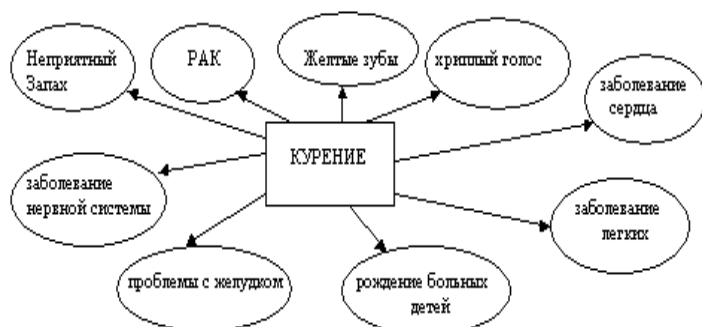 Неприятный
Запах
РАК
Желтые зубы
хриплый голос
заболевание
сердца
КУРЕНИЕ
заболевание
нервной системы
заболевание
легких
проблемы с желудком
рождение больных
детей